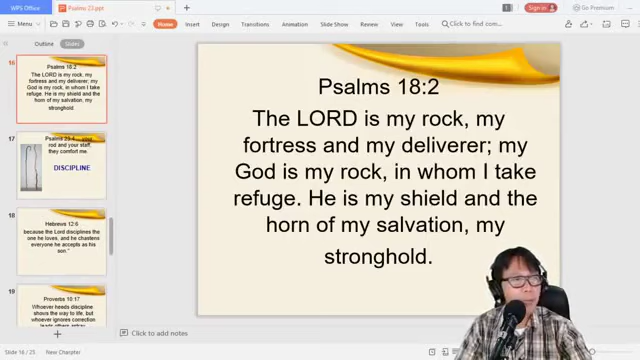 WPS Office
Psalms 23.ppt
Sign in
Go Premium
Menu
Home
Insert
Design
Transitions
Animation
Slide Show
Review
View
Tools
Click to find com...
Outline
Slides
16
Psalms 18:2
The LORD is my rock, my
fortress and my deliverer; my
God is my rock, in whom I take
refuge. He is my shield and the
horn of my salvation, my
stronghold
17
Psalms 23:4 ...your
rod and your staff,
they comfort me.
DISCIPLINE
18
Hebrews 12:6
because the Lord disciplines the
one he loves, and he chastens
everyone he accepts as his
son."
19
Proverbs 10:17
Whoever heeds discipline
shows the way to life, but
whoever ignores correction
leads others astray
Psalms 18:2
The LORD is my rock, my
fortress and my deliverer; my
God is my rock, in whom I take
refuge. He is my shield and the
horn of my salvation, my
stronghold.
Click to add notes
Slide 16 / 25
New Chapter